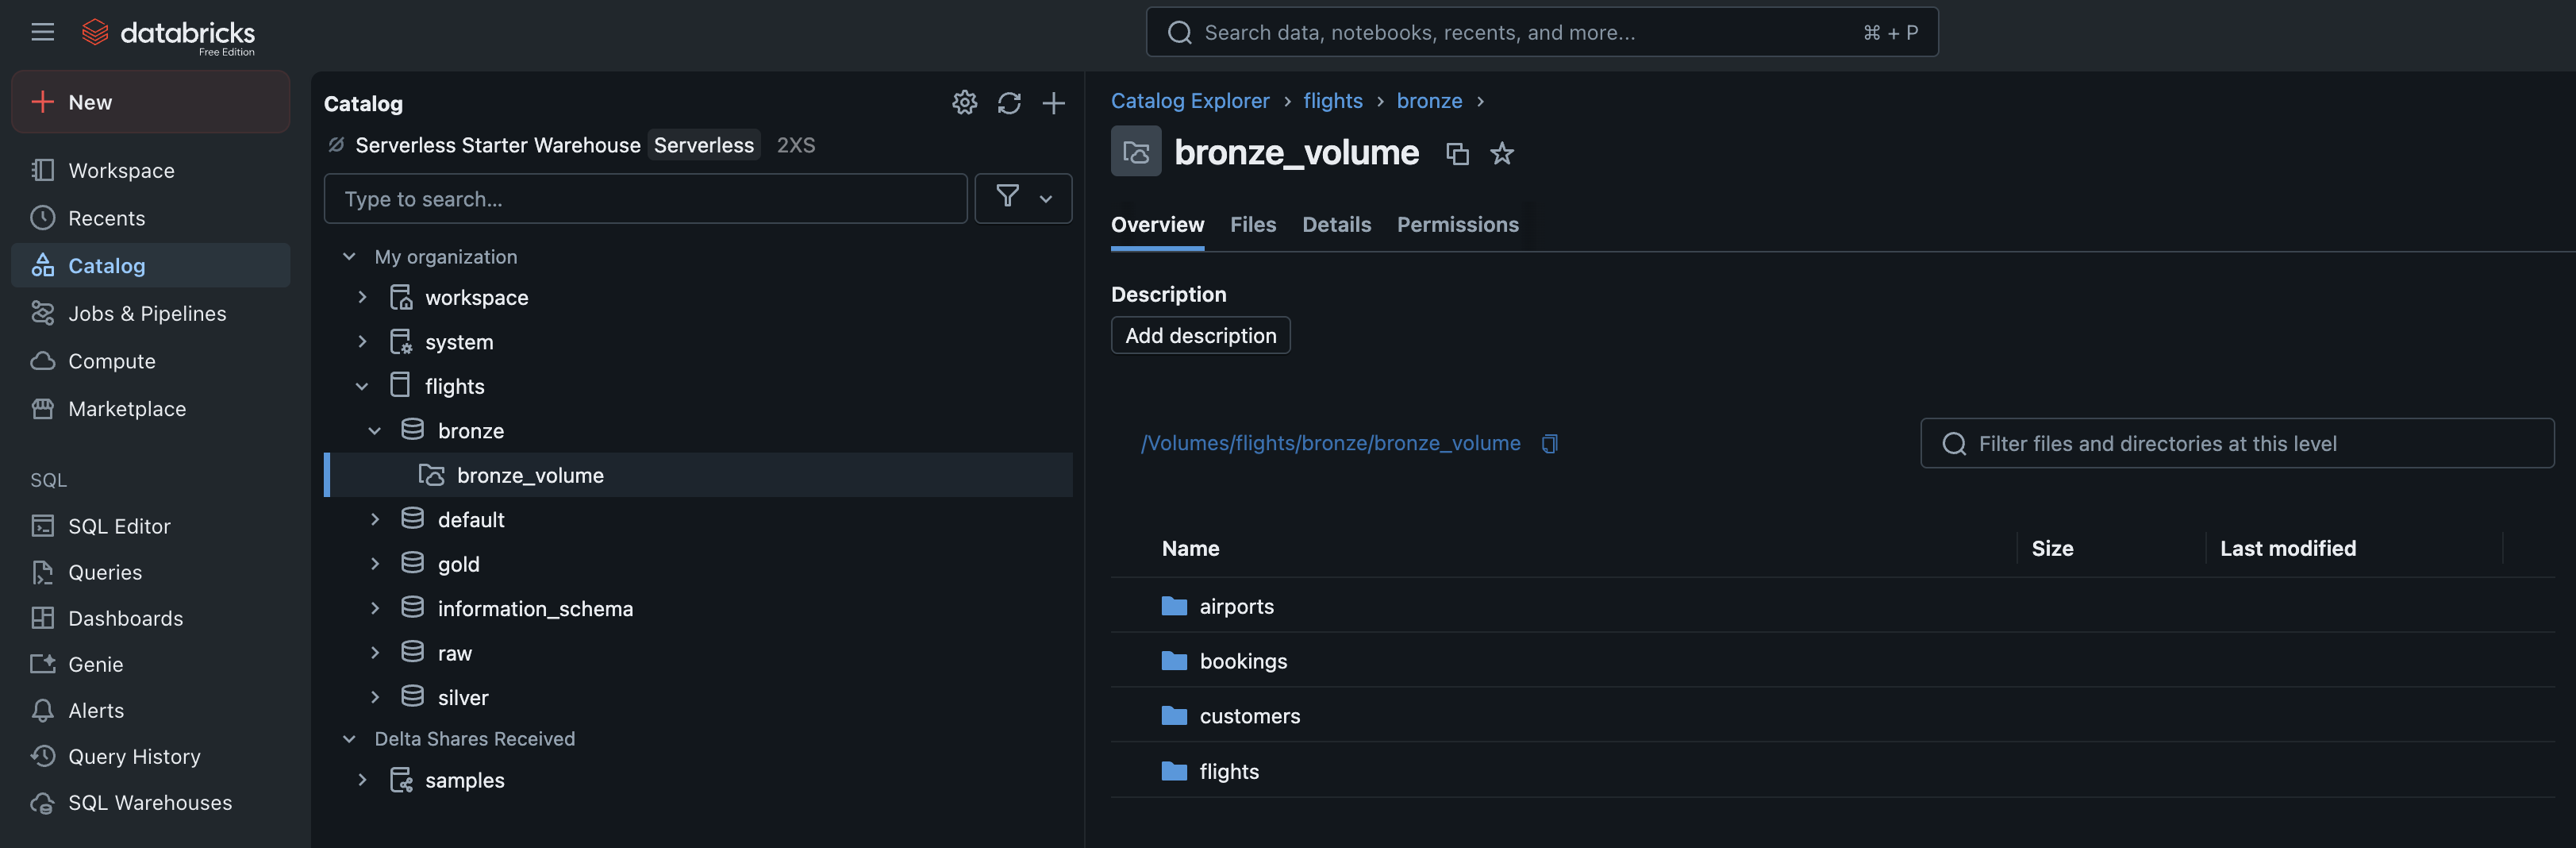 databricks
Free Edition
Search data, notebooks, recents, and more...
⌘ + P
New
Workspace
Recents
Catalog
Jobs & Pipelines
Compute
Marketplace
SQL
SQL Editor
Queries
Dashboards
Genie
Alerts
Query History
SQL Warehouses
Catalog
Serverless Starter Warehouse Serverless 2XS
Type to search...
My organization
workspace
system
flights
bronze
bronze_volume
default
gold
information_schema
raw
silver
Delta Shares Received
samples
Catalog Explorer › flights › bronze ›
bronze_volume
Overview Files Details Permissions
Description
Add description
/Volumes/flights/bronze/bronze_volume
Filter files and directories at this level
Name Size Last modified
airports
bookings
customers
flights